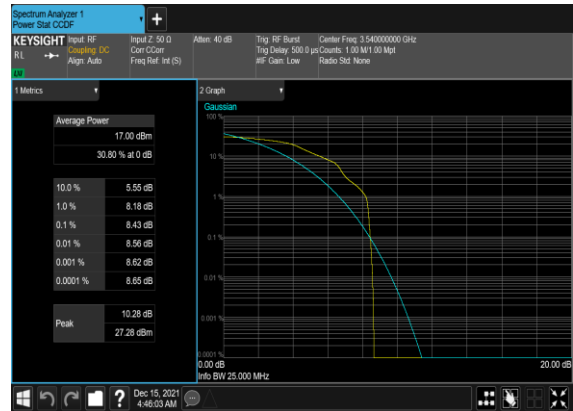 Spectrum Analyzer 1
Power Stat CCDF
KEYSIGHT Input: RF Input Z: 50 Ω Atten: 40 dB Trig: RF Burst Center Freq: 3.540000000 GHz
RL Coupling: DC Corr CCorr Trig Delay: 500.0 µs Counts: 1.00 M/1.00 Mpt
Align: Auto Freq Ref: Int (S) #IF Gain: Low Radio Std: None
1 Metrics
2 Graph
Average Power
17.00 dBm
30.80 % at 0 dB
10.0 % 5.55 dB
1.0 % 8.18 dB
0.1 % 8.43 dB
0.01 % 8.56 dB
0.001 % 8.62 dB
0.0001 % 8.65 dB
Peak
10.28 dB
27.28 dBm
Gaussian
100 %
10 %
1 %
0.1 %
0.01 %
0.001 %
0.0001 %
0.00 dB 20.00 dB
Info BW 25.000 MHz
? Dec 15, 2021
4:46:03 AM